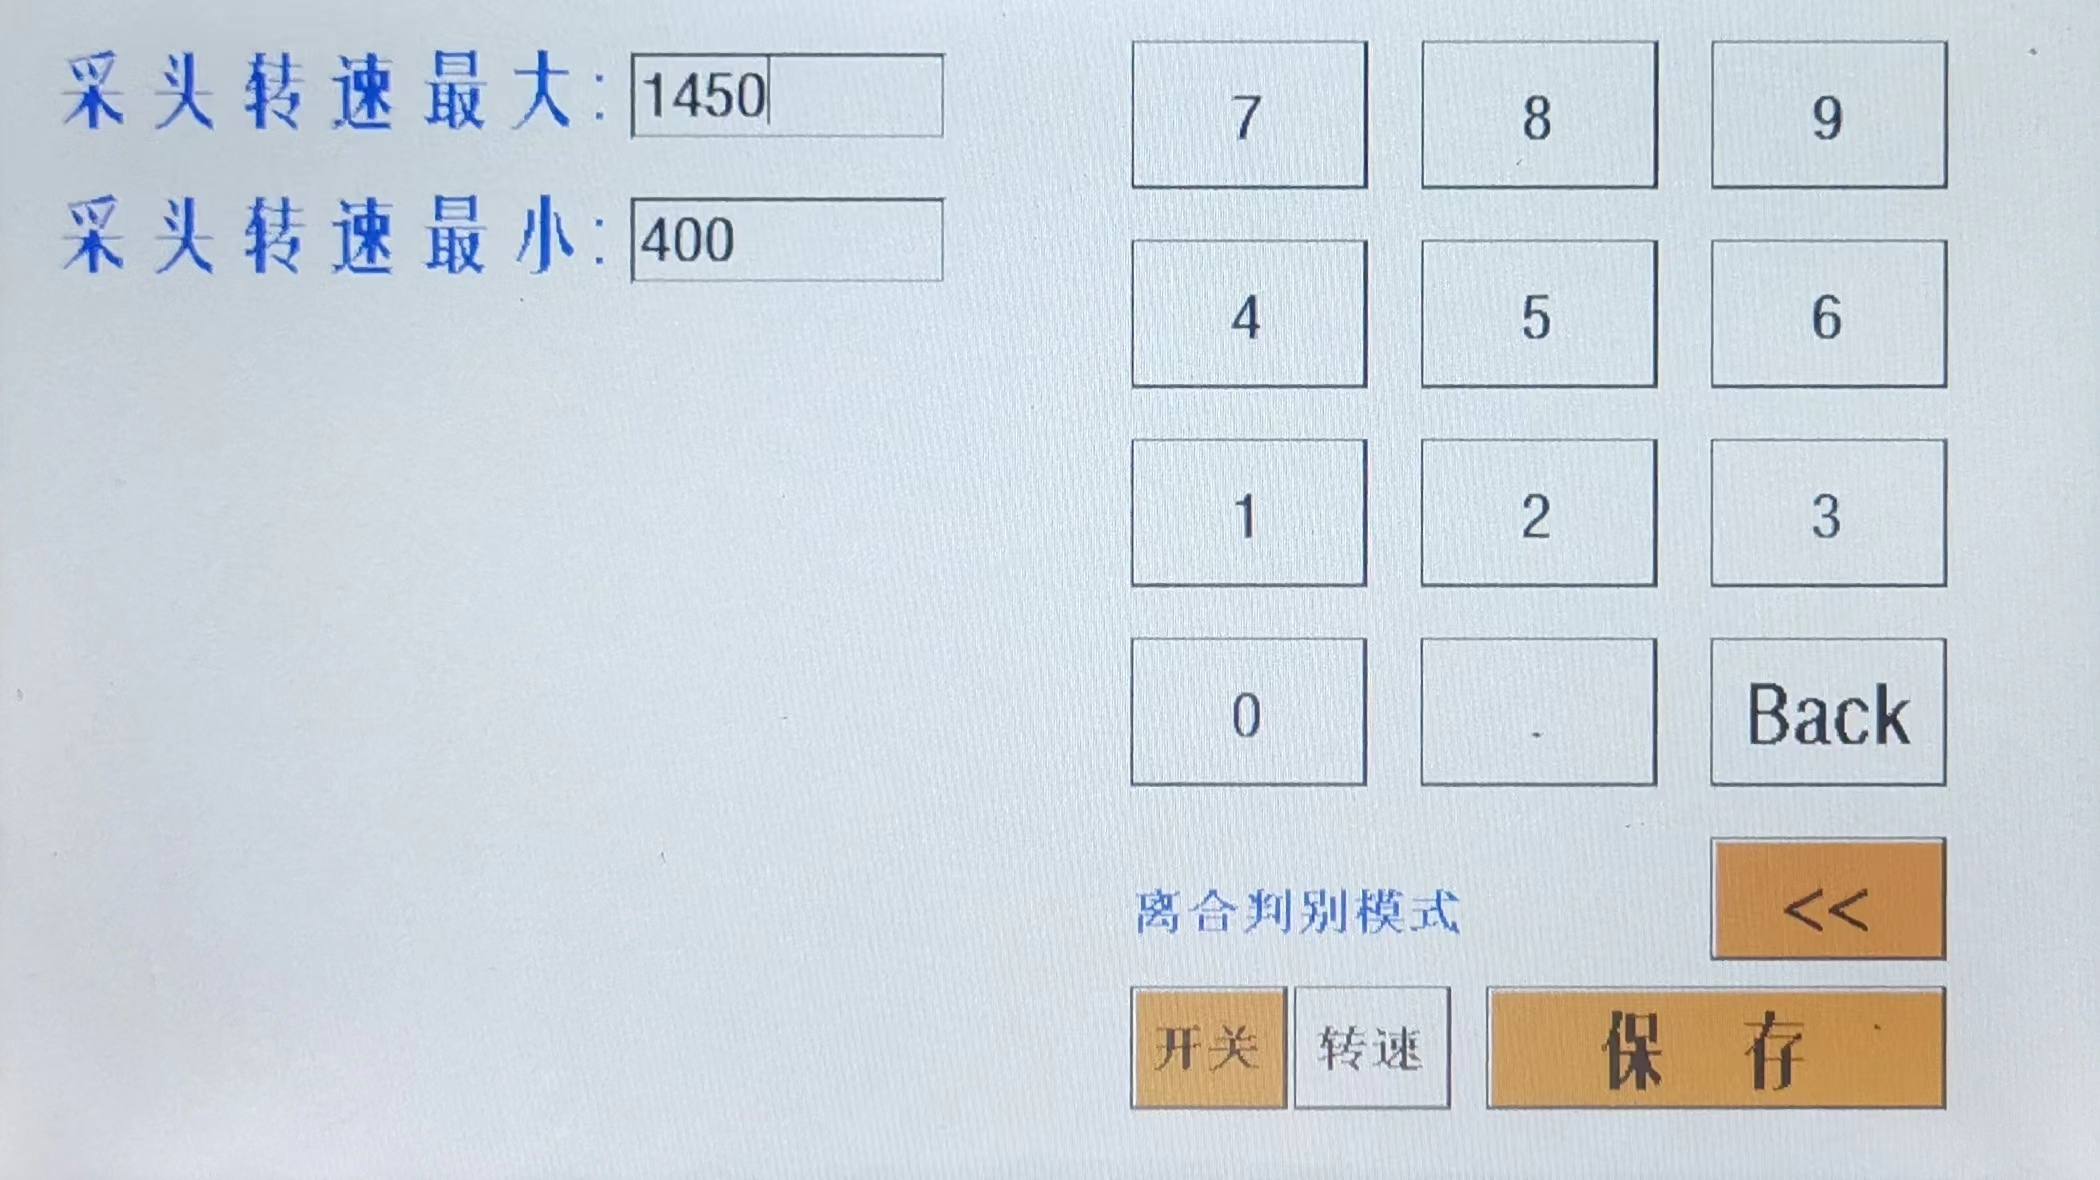 采头转速最大:1450
采头转速最小:400
7 8 9
4 5 6
1 2 3
0 . Back
离合判别模式 <<
开关 转速 保存